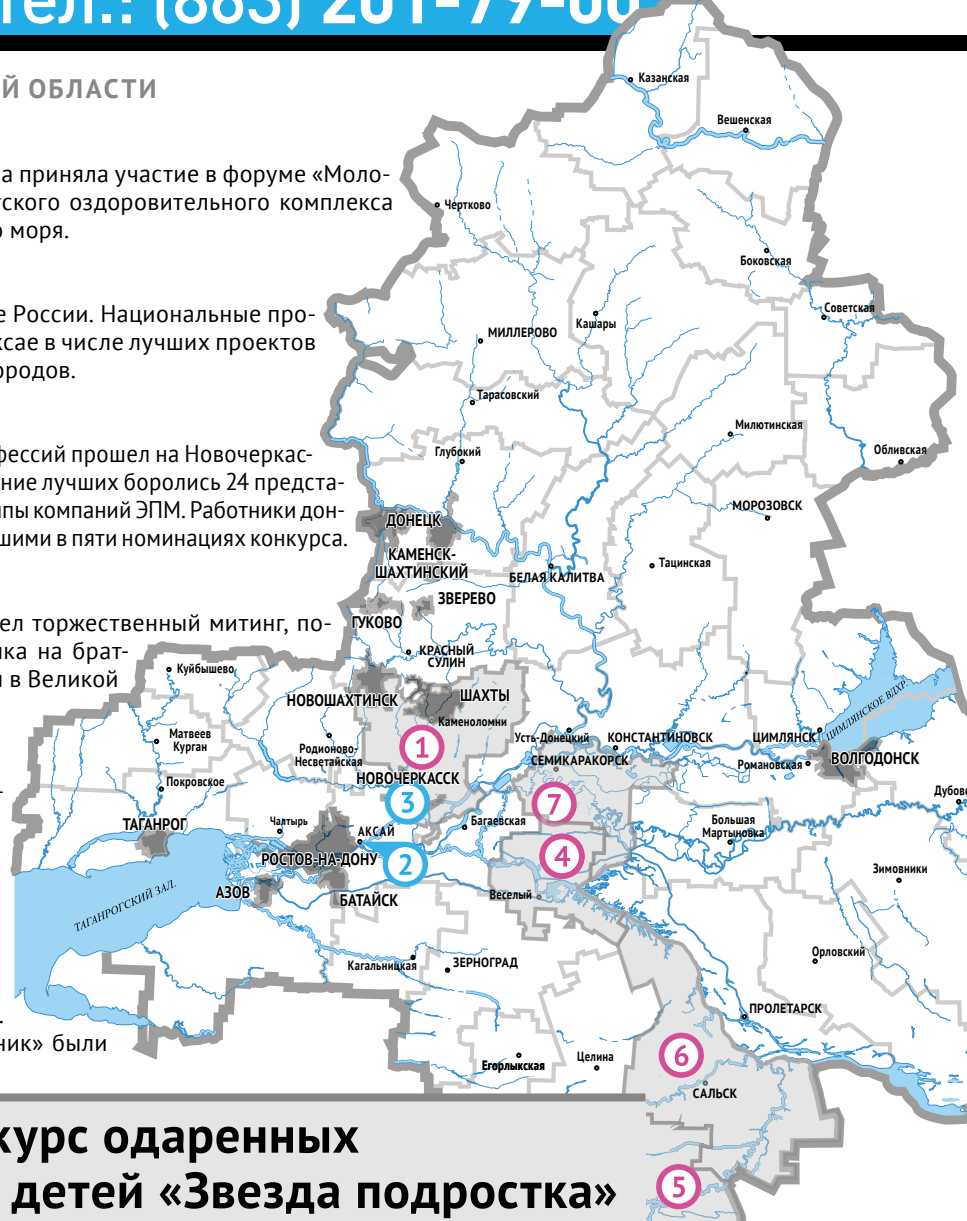 тел.: (863) 201-79-00
Й ОБЛАСТИ
а приняла участие в форуме «Моло-
тского оздоровительного комплекса
о моря.
е России. Национальные про-
ксае в числе лучших проектов
ородов.
фессий прошел на Новочеркас-
ние лучших боролись 24 предста-
ппы компаний ЭПМ. Работники дон-
шими в пяти номинациях конкурса.
ел торжественный митинг, по-
ка на брат-
в Великой
ник» были
Казанская
Вешенская
Чертково
Боковская
Советская
Кашары
МИЛЛЕРОВО
Тарасовский
Милютинская
Глубокий
Обливская
МОРОЗОВСК
ДОНЕЦК
КАМЕНСК-
ШАХТИНСКИЙ
БЕЛАЯ КАЛИТВА
Тацинская
ЗВЕРЕВО
ГУКОВО
КРАСНЫЙ
СУЛИН
Куйбышево
НОВОШАХТИНСК
ШАХТЫ
Каменоломни
Матвеев
Курган
Родионово-
Несветайская
1
Усть-Донецкий
КОНСТАНТИНОВСК
ЦИМЛЯНСК
ЦИМЛЯНСКОЕ ВДХР.
СЕМИКАРАКОРСК
Романовская
ВОЛГОДОНСК
Покровское
НОВОЧЕРКАССК
3
7
Дубовс
ТАГАНРОГ
Чалтырь
АКСАЙ
Багаевская
Большая
Мартыновка
РОСТОВ-НА-ДОНУ
2
4
Зимовники
АЗОВ
БАТАЙСК
Веселый
ТАГАНРОГСКИЙ ЗАЛ.
Кагальницкая
ЗЕРНОГРАД
Орловский
ПРОЛЕТАРСК
Егорлыкская
Целина
6
САЛЬСК
5
курс одаренных
детей «Звезда подростка»